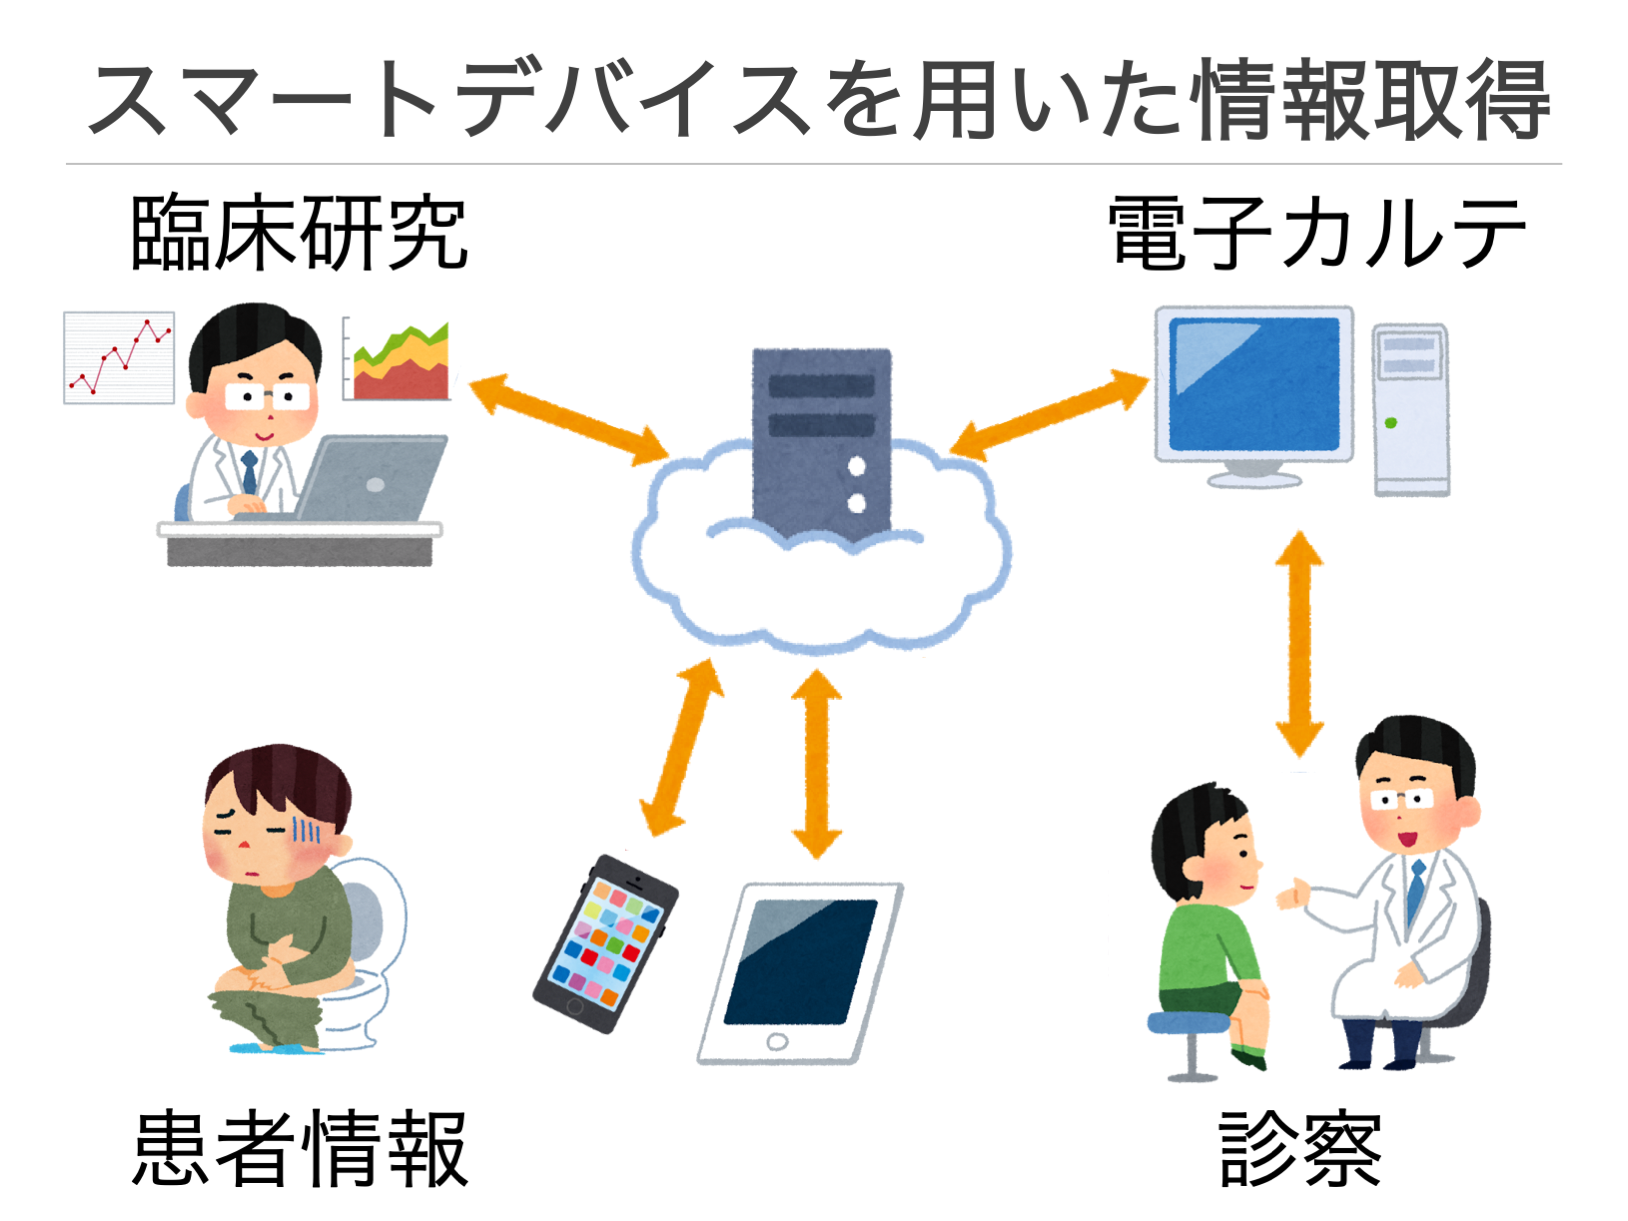 スマートデバイスを用いた情報取得
臨床研究
電子カルテ
患者情報
診察